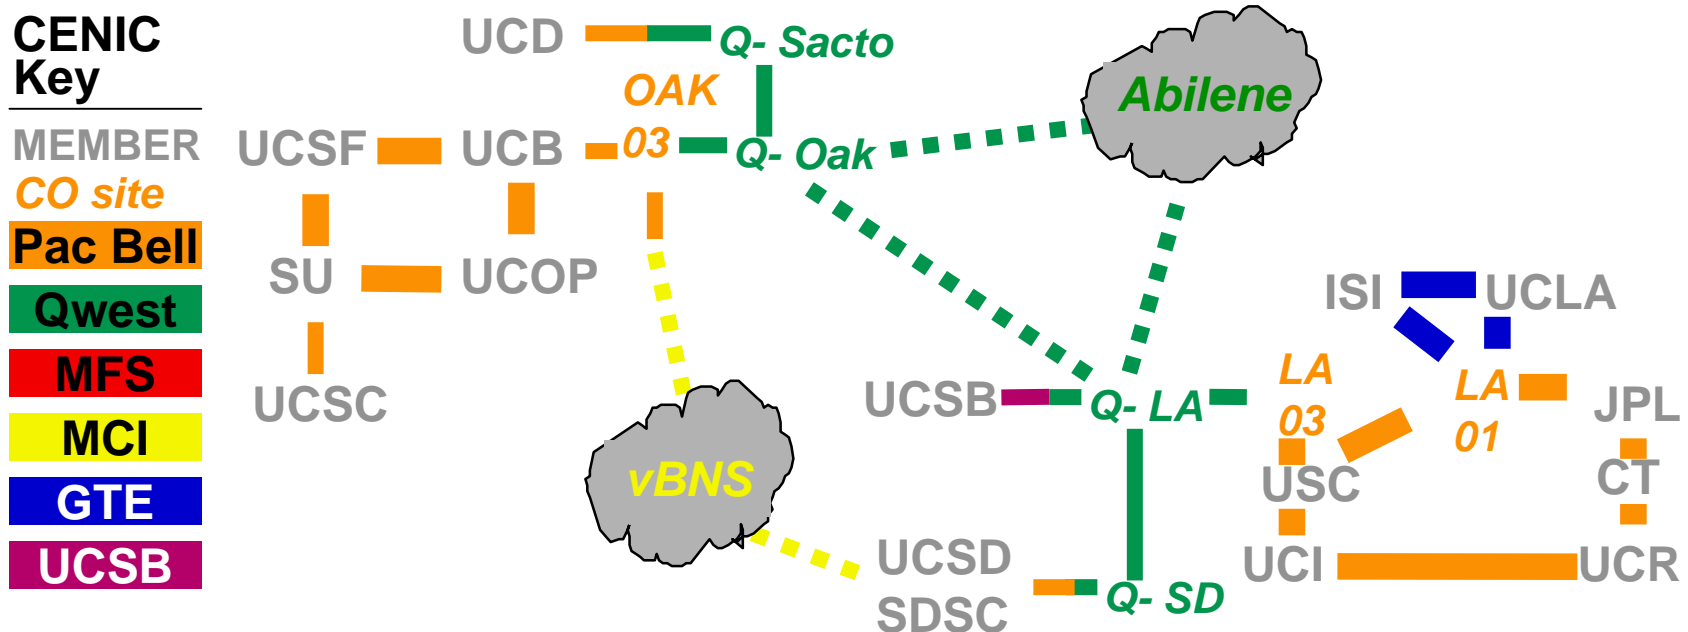 CENIC
Key
MEMBER
CO site
Pac Bell
Qwest
MFS
MCI
GTE
UCSB
UCD
Q- Sacto
OAK
03
UCSF
UCB
Q- Oak
Abilene
SU
UCOP
UCSC
vBNS
ISI
UCLA
UCSB
Q- LA
LA
03
LA
01
JPL
USC
CT
UCI
UCR
UCSD
SDSC
Q- SD